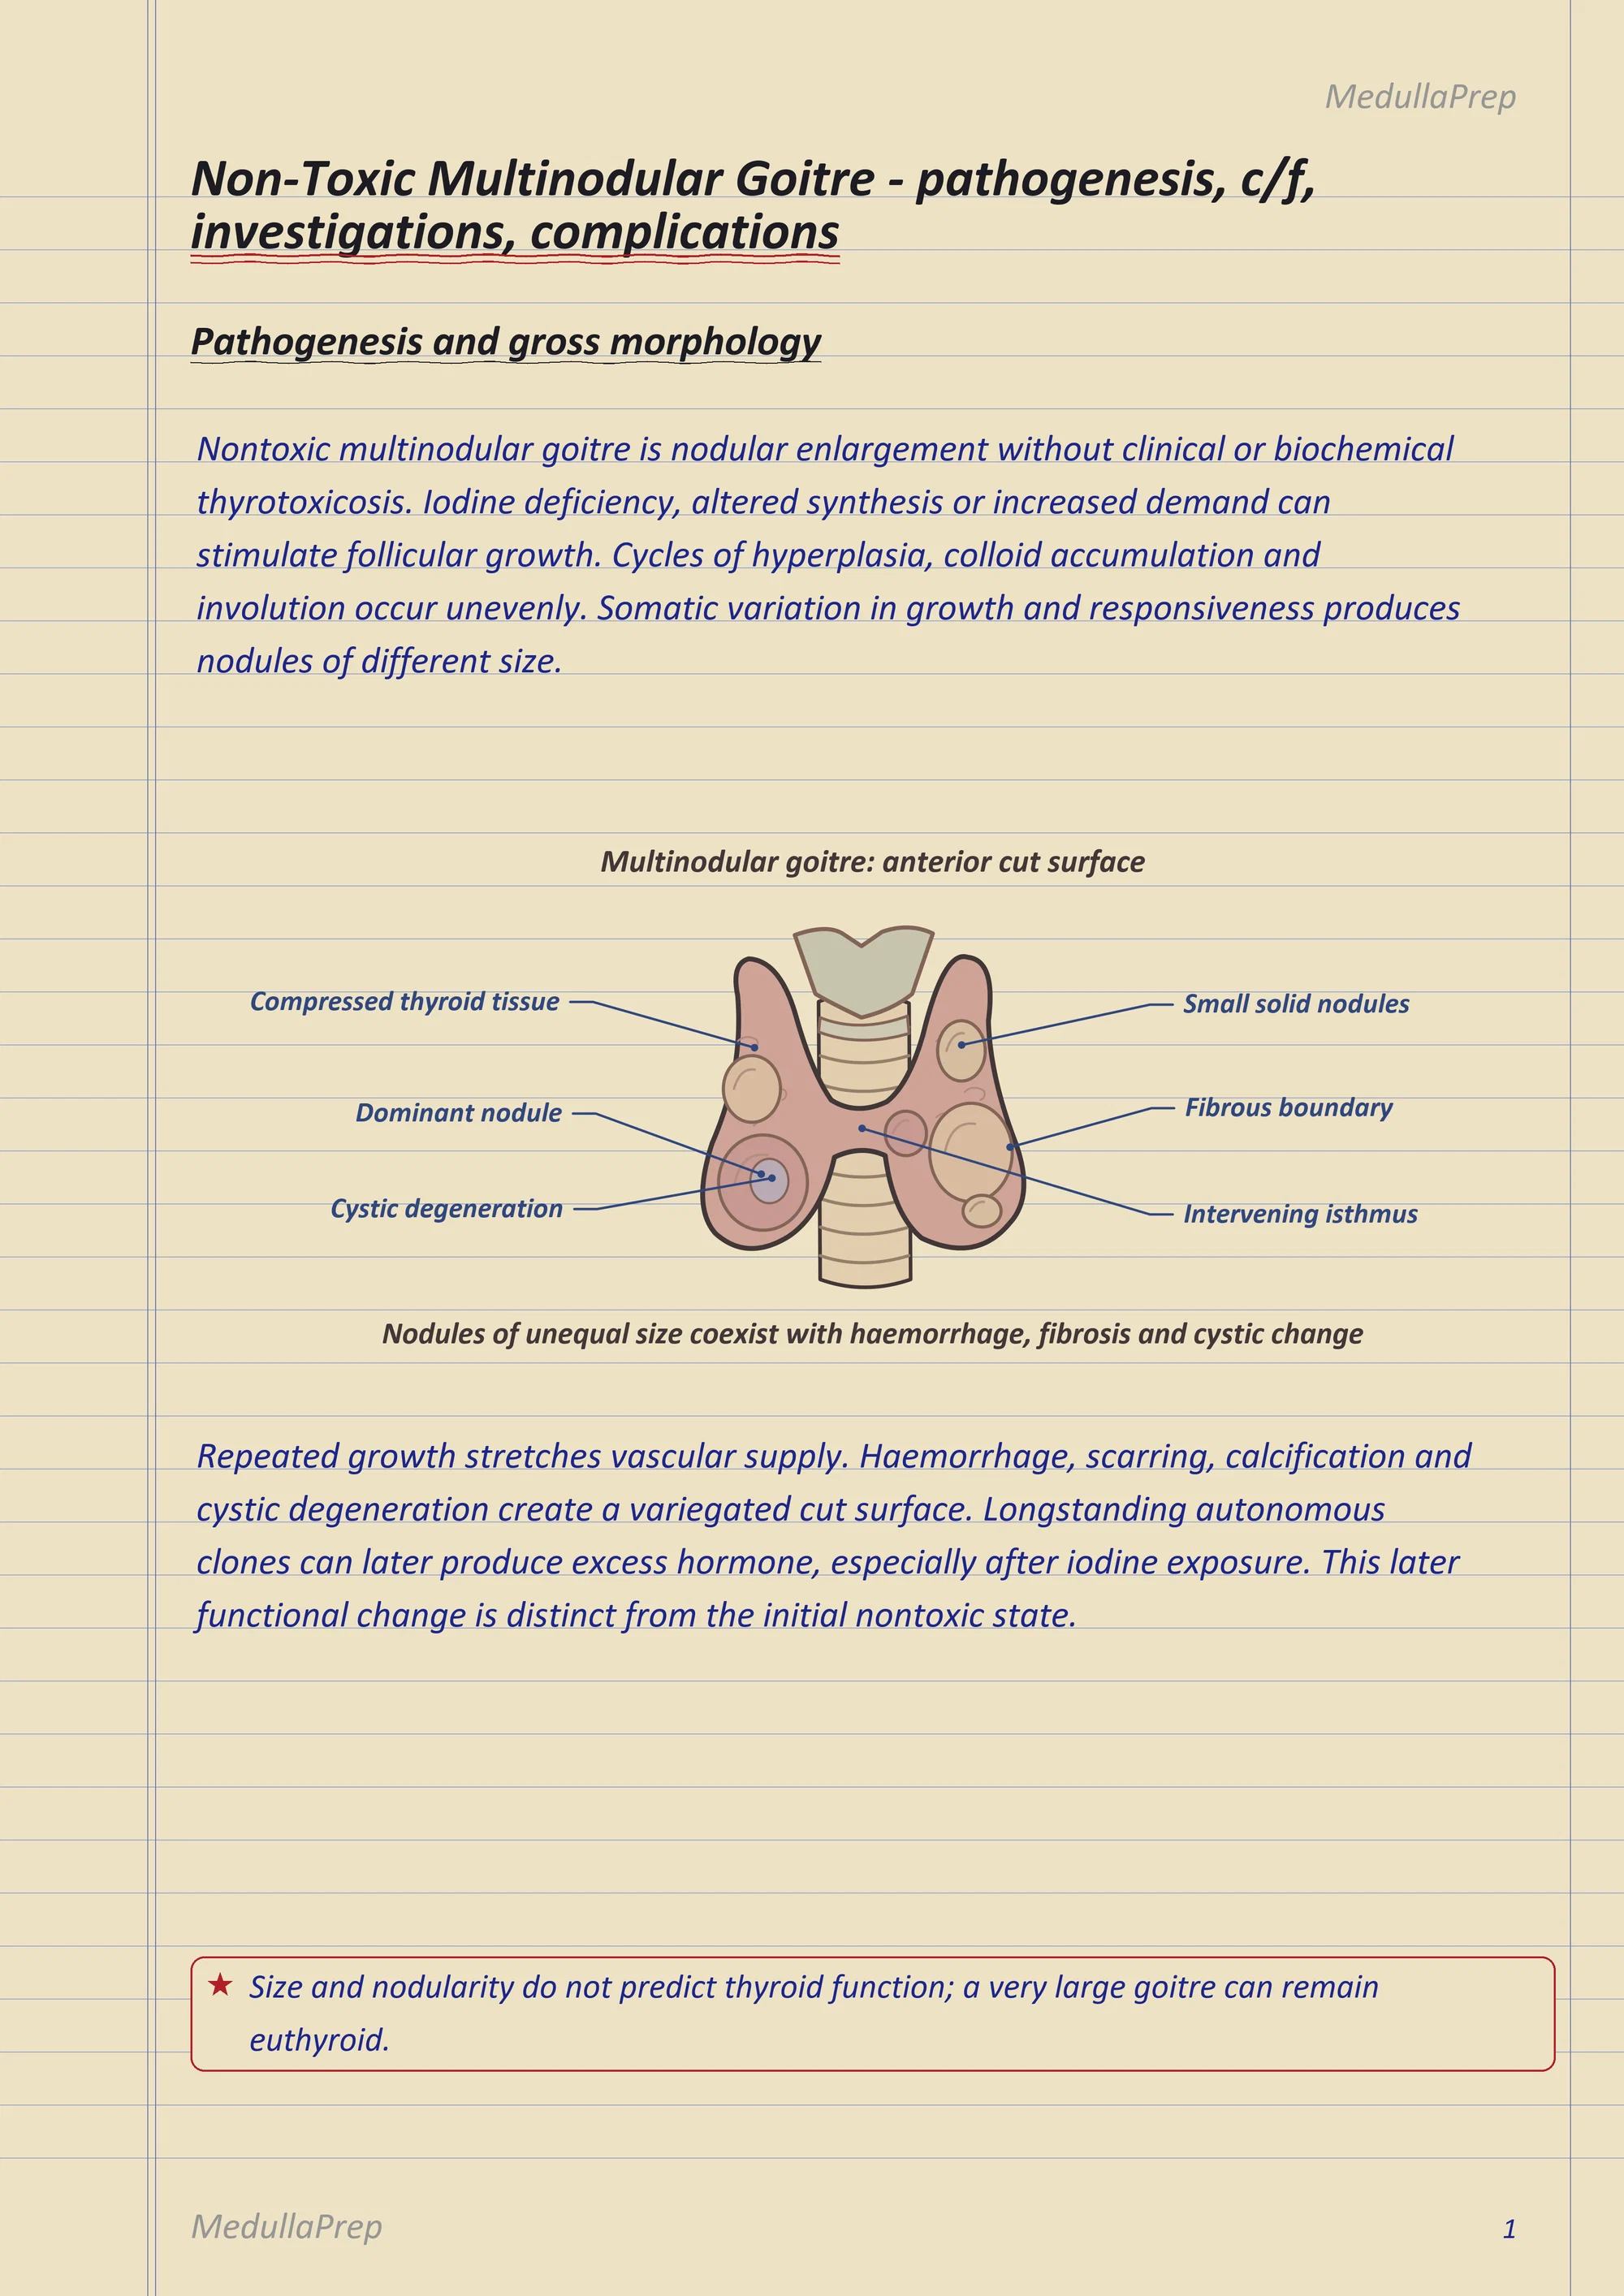 MedullaPrep
Non-Toxic Multinodular Goitre - pathogenesis, c/f,
investigations, complications
Pathogenesis and gross morphology
Nontoxic multinodular goitre is nodular enlargement without clinical or biochemical
thyrotoxicosis. Iodine deficiency, altered synthesis or increased demand can
stimulate follicular growth. Cycles of hyperplasia, colloid accumulation and
involution occur unevenly. Somatic variation in growth and responsiveness produces
nodules of different size.
Multinodular goitre: anterior cut surface
Compressed thyroid tissue
Small solid nodules
Dominant nodule
Fibrous boundary
Cystic degeneration
Intervening isthmus
Nodules of unequal size coexist with haemorrhage, fibrosis and cystic change
Repeated growth stretches vascular supply. Haemorrhage, scarring, calcification and
cystic degeneration create a variegated cut surface. Longstanding autonomous
clones can later produce excess hormone, especially after iodine exposure. This later
functional change is distinct from the initial nontoxic state.
★ Size and nodularity do not predict thyroid function; a very large goitre can remain
euthyroid.
MedullaPrep
1